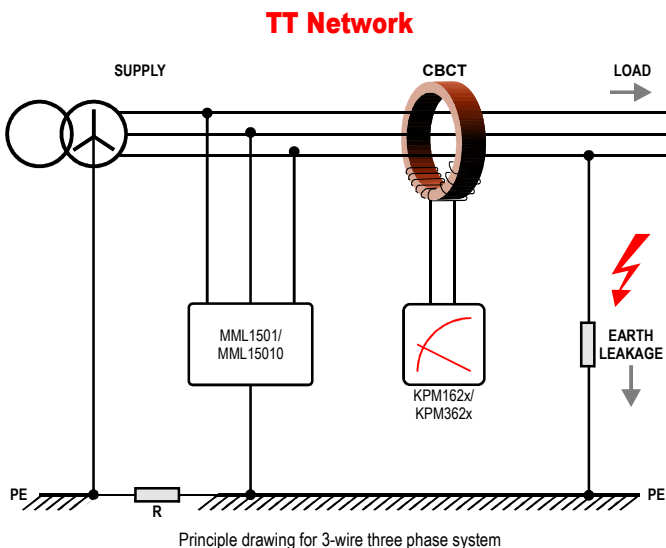 TT Network
SUPPLY
CBCT
LOAD
MML1501/
MML15010
KPM162x/
KPM362x
EARTH
LEAKAGE
PE
R
PE
Principle drawing for 3-wire three phase system